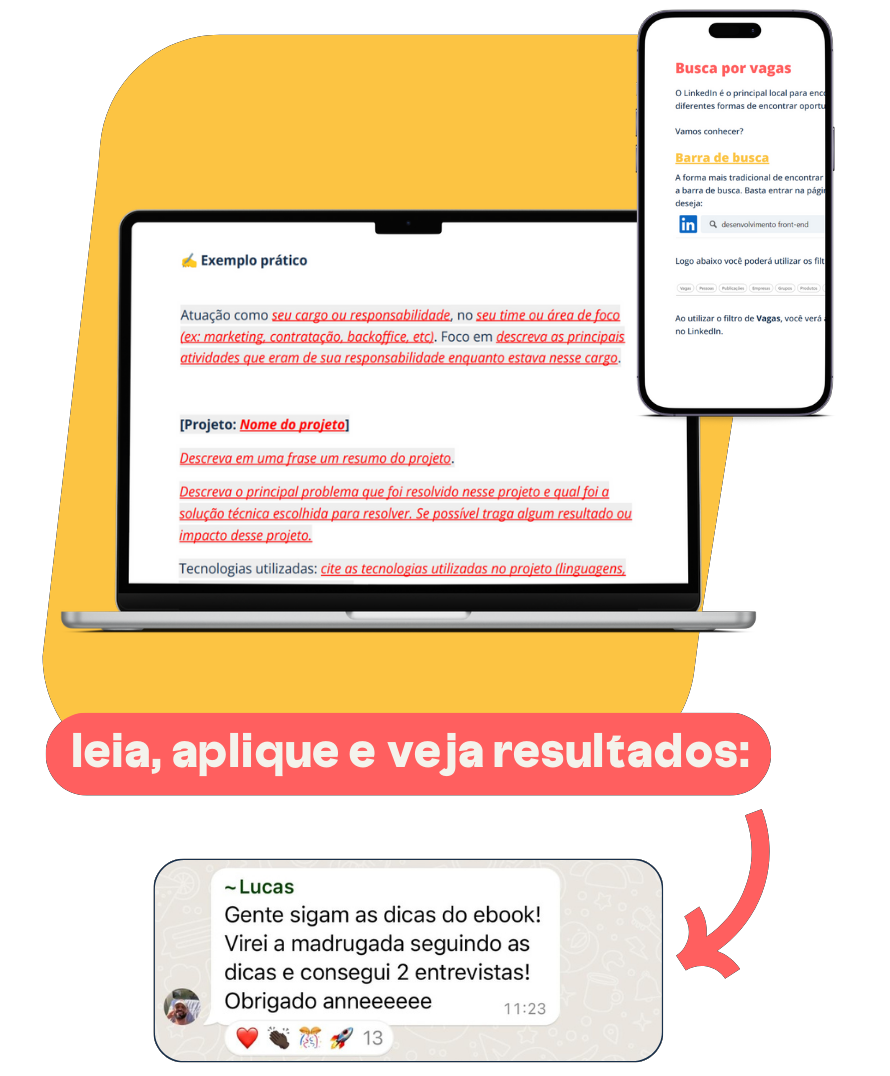 Busca por vagas
O LinkedIn é o principal local para enco
diferentes formas de encontrar oportu
Vamos conhecer?
Barra de busca
A forma mais tradicional de encontrar
a barra de busca. Basta entrar na págin
deseja:
in desenvolvimento front-end
Logo abaixo você poderá utilizar os filt
Vagas Pessoas Publicações Empresas Grupos Produtos
Ao utilizar o filtro de Vagas, você verá a
no LinkedIn.
✍️ Exemplo prático
Atuação como seu cargo ou responsabilidade, no seu time ou área de foco
(ex: marketing, contratação, backoffice, etc). Foco em descreva as principais
atividades que eram de sua responsabilidade enquanto estava nesse cargo.
[Projeto: Nome do projeto]
Descreva em uma frase um resumo do projeto.
Descreva o principal problema que foi resolvido nesse projeto e qual foi a
solução técnica escolhida para resolver. Se possível traga algum resultado ou
impacto desse projeto.
Tecnologias utilizadas: cite as tecnologias utilizadas no projeto (linguagens,
leia, aplique e veja resultados:
~Lucas
Gente sigam as dicas do ebook!
Virei a madrugada seguindo as
dicas e consegui 2 entrevistas!
Obrigado anneeeeee
11:23
13